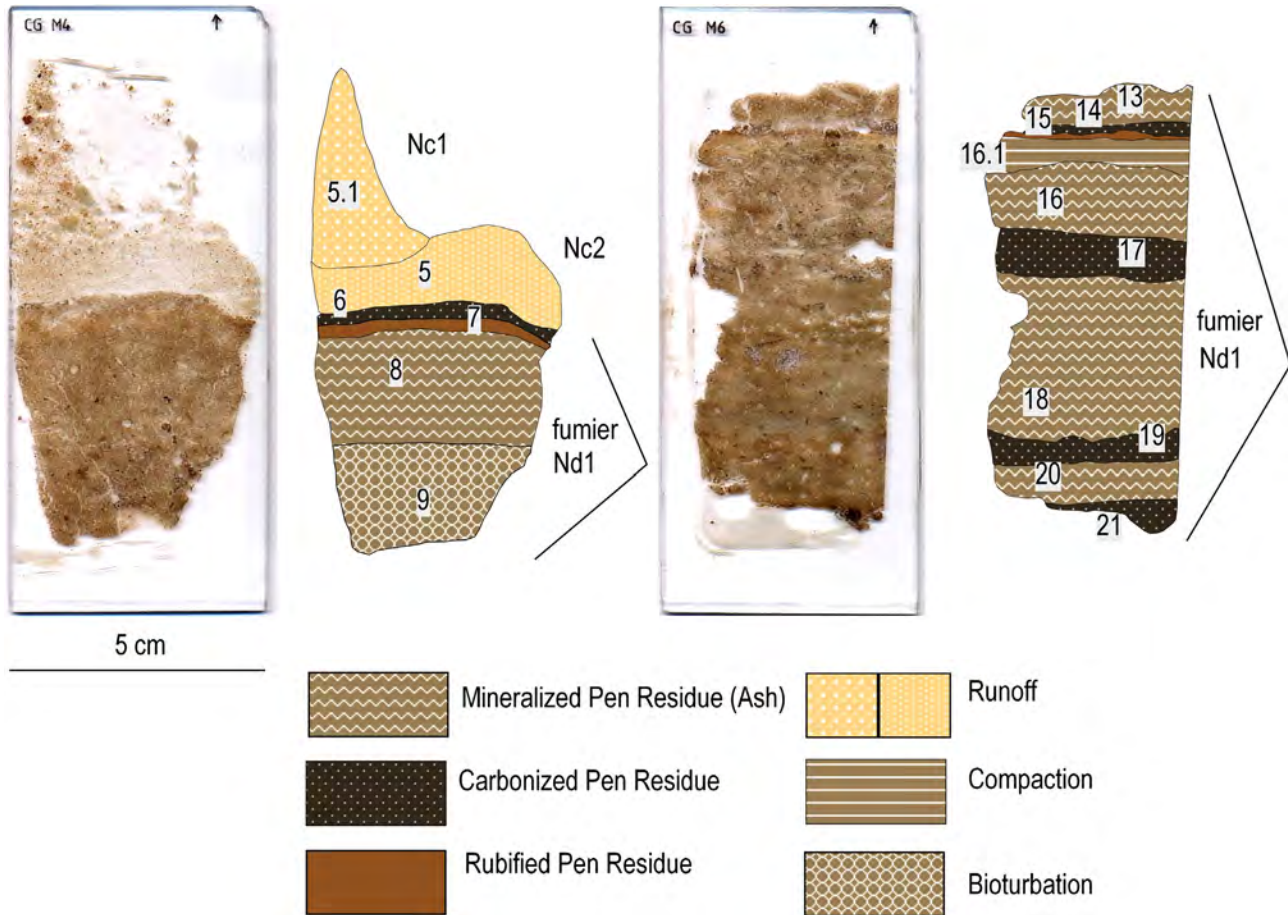 CG M4
↑
CG M6
↑
Nc1
5.1
Nc2
5
6
7
8
fumier
Nd1
9
13
14
15
16.1
16
17
fumier
Nd1
18
19
20
21
5 cm
Mineralized Pen Residue (Ash)
Runoff
Carbonized Pen Residue
Compaction
Rubified Pen Residue
Bioturbation